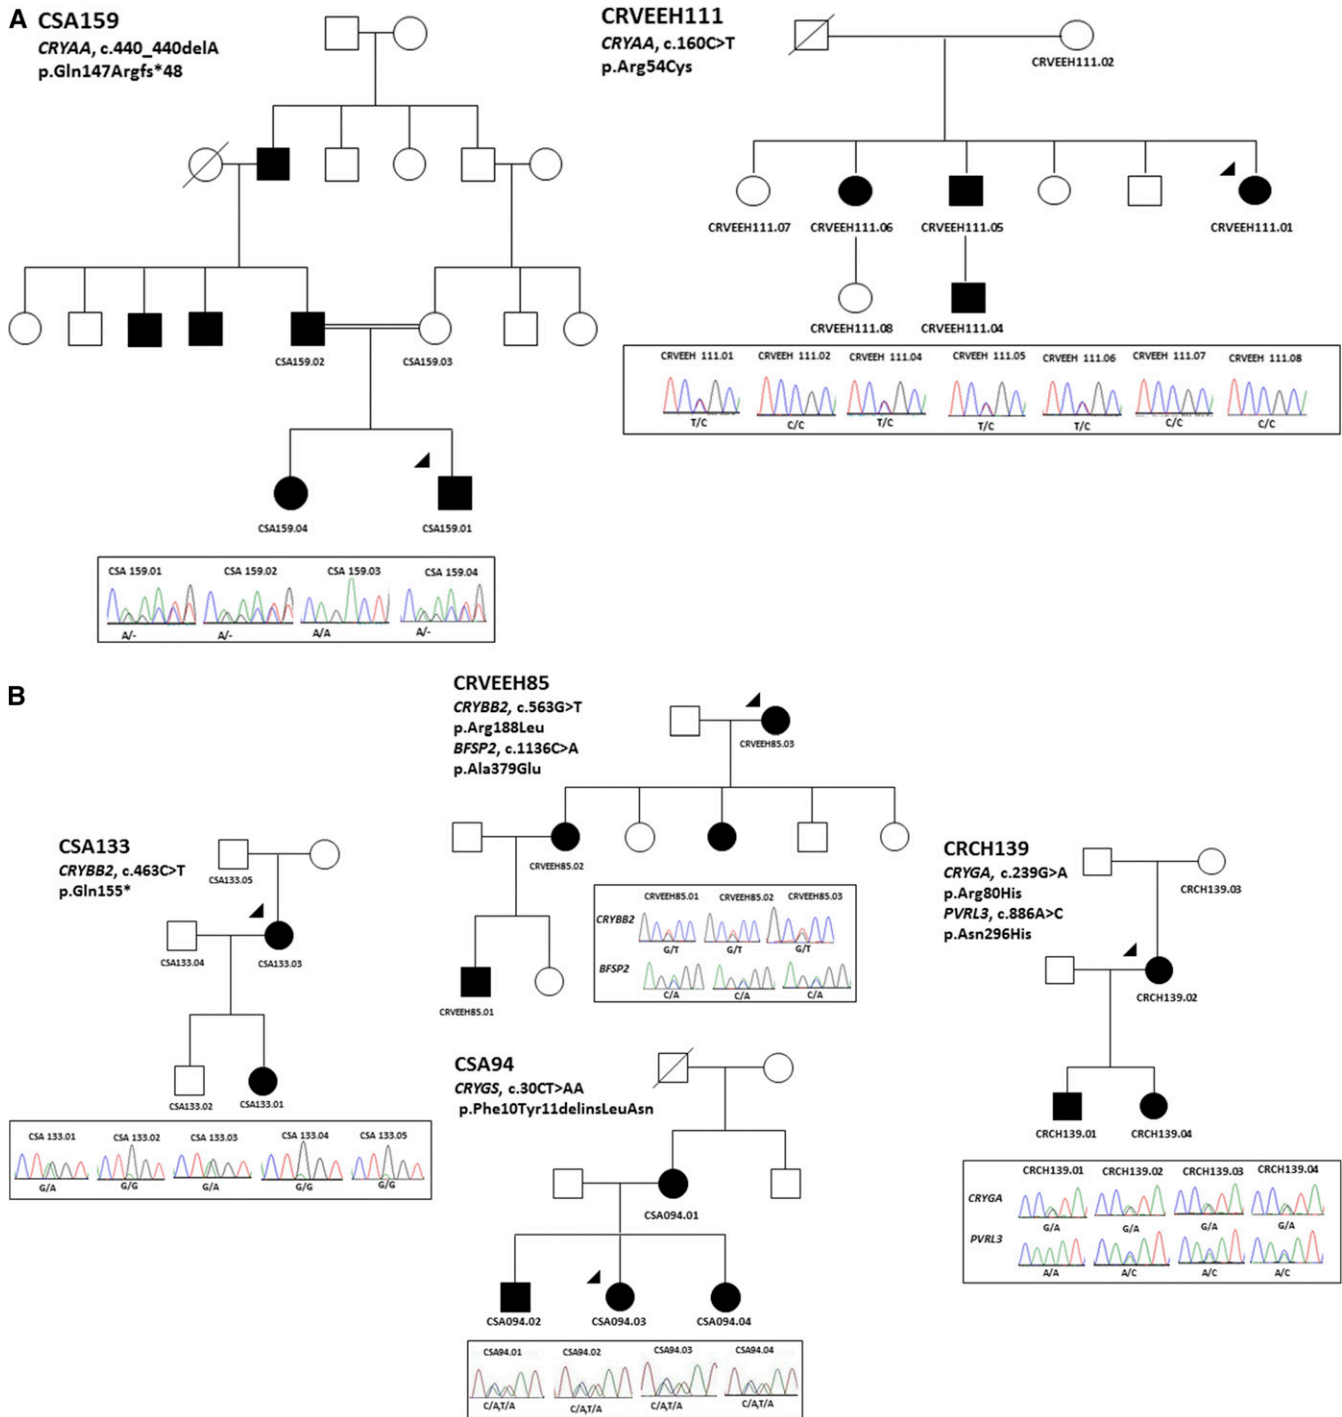 A
CSA159
CRYAA, c.440_440delA
p.Gln147Argfs*48
CSA159.02
CSA159.03
CSA159.04
CSA159.01
CSA 159.01
CSA 159.02
CSA 159.03
CSA 159.04
A/-
A/-
A/A
A/-
CRVEEH111
CRYAA, c.160C>T
p.Arg54Cys
CRVEEH111.02
CRVEEH111.07
CRVEEH111.06
CRVEEH111.05
CRVEEH111.01
CRVEEH111.08
CRVEEH111.04
CRVEEH 111.01
CRVEEH 111.02
CRVEEH 111.04
CRVEEH 111.05
CRVEEH 111.06
CRVEEH 111.07
CRVEEH 111.08
T/C
C/C
T/C
T/C
T/C
C/C
C/C
B
CSA133
CRYBB2, c.463C>T
p.Gln155*
CSA133.05
CSA133.04
CSA133.03
CSA133.02
CSA133.01
CSA 133.01
CSA 133.02
CSA 133.03
CSA 133.04
CSA 133.05
G/A
G/G
G/A
G/G
G/G
CRVEEH85
CRYBB2, c.563G>T
p.Arg188Leu
BFSP2, c.1136C>A
p.Ala379Glu
CRVEEH85.03
CRVEEH85.02
CRVEEH85.01
CRVEEH85.01
CRVEEH85.02
CRVEEH85.03
CRYBB2
G/T
G/T
G/T
BFSP2
C/A
C/A
C/A
CSA94
CRYGS, c.30CT>AA
p.Phe10Tyr11delinsLeuAsn
CSA094.01
CSA094.02
CSA094.03
CSA094.04
CSA94.01
CSA94.02
CSA94.03
CSA94.04
C/A,T/A
C/A,T/A
C/A,T/A
C/A,T/A
CRCH139
CRYGA, c.239G>A
p.Arg80His
PVRL3, c.886A>C
p.Asn296His
CRCH139.03
CRCH139.02
CRCH139.01
CRCH139.04
CRCH139.01
CRCH139.02
CRCH139.03
CRCH139.04
CRYGA
G/A
G/A
G/A
G/A
PVRL3
A/A
A/C
A/C
A/C